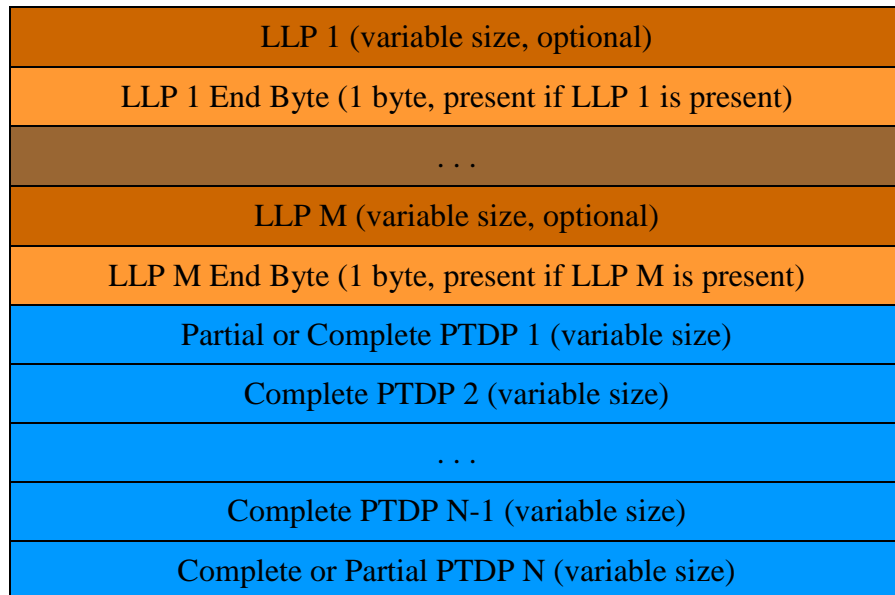 LLP 1 (variable size, optional)
LLP 1 End Byte (1 byte, present if LLP 1 is present)
. . .
LLP M (variable size, optional)
LLP M End Byte (1 byte, present if LLP M is present)
Partial or Complete PTDP 1 (variable size)
Complete PTDP 2 (variable size)
. . .
Complete PTDP N-1 (variable size)
Complete or Partial PTDP N (variable size)